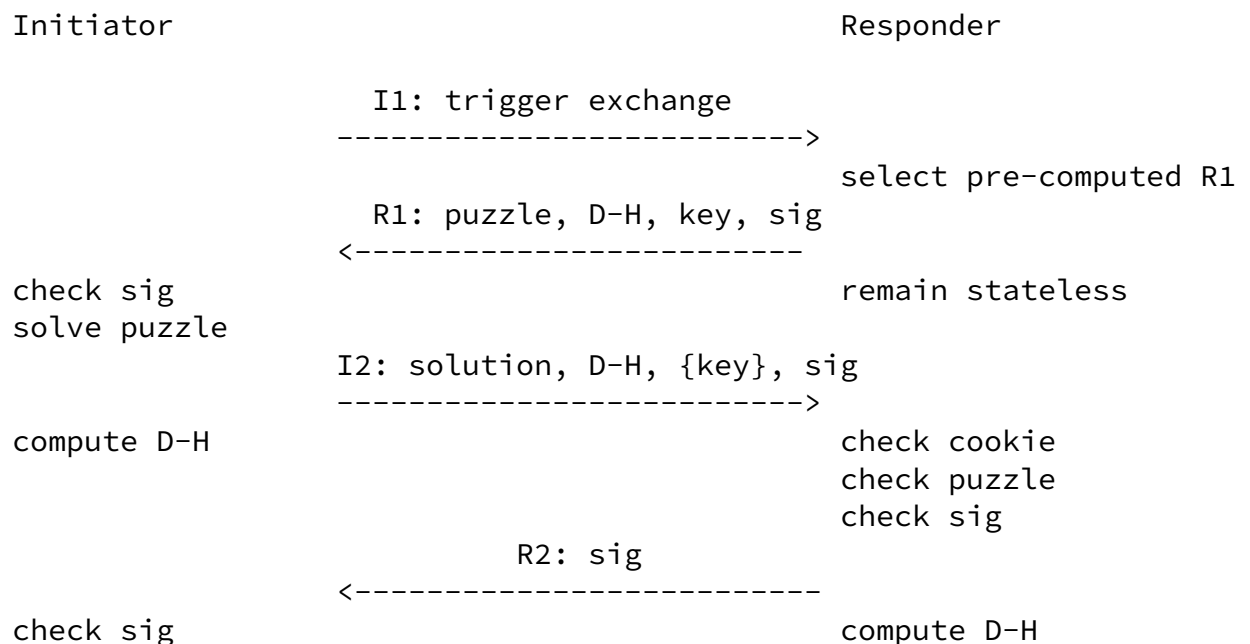 Initiator Responder
I1: trigger exchange
-------------------------->
select pre-computed R1
R1: puzzle, D-H, key, sig
<-------------------------
check sig remain stateless
solve puzzle
I2: solution, D-H, {key}, sig
-------------------------->
compute D-H check cookie
check puzzle
check sig
R2: sig
<--------------------------
check sig compute D-H